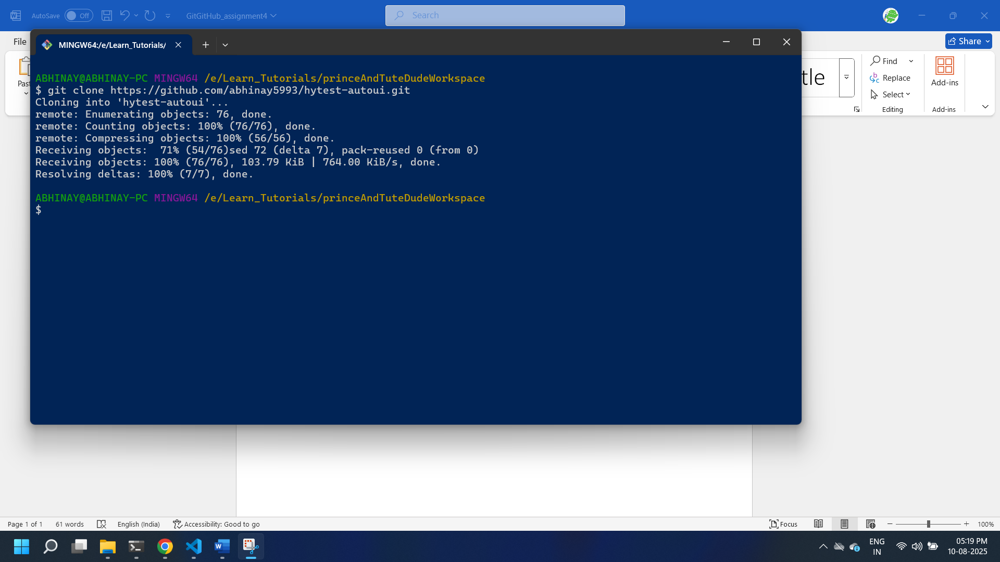 AutoSave Off GitGitHub_assignment4 Search
File Share
MINGW64:/e/Learn_Tutorials/
Find
Replace
Select
Editing
Add-ins
Add-ins
ABHINAY@ABHINAY-PC MINGW64 /e/Learn_Tutorials/princeAndTuteDudeWorkspace
$ git clone https://github.com/abhinay5993/hytest-autoui.git
Cloning into 'hytest-autoui'...
remote: Enumerating objects: 76, done.
remote: Counting objects: 100% (76/76), done.
remote: Compressing objects: 100% (56/56), done.
Receiving objects:  71% (54/76)sed 72 (delta 7), pack-reused 0 (from 0)
Receiving objects: 100% (76/76), 103.79 KiB | 764.00 KiB/s, done.
Resolving deltas: 100% (7/7), done.
ABHINAY@ABHINAY-PC MINGW64 /e/Learn_Tutorials/princeAndTuteDudeWorkspace
$
Page 1 of 1 61 words English (India) Accessibility: Good to go Focus 100%
ENG
IN
05:19 PM
10-08-2025